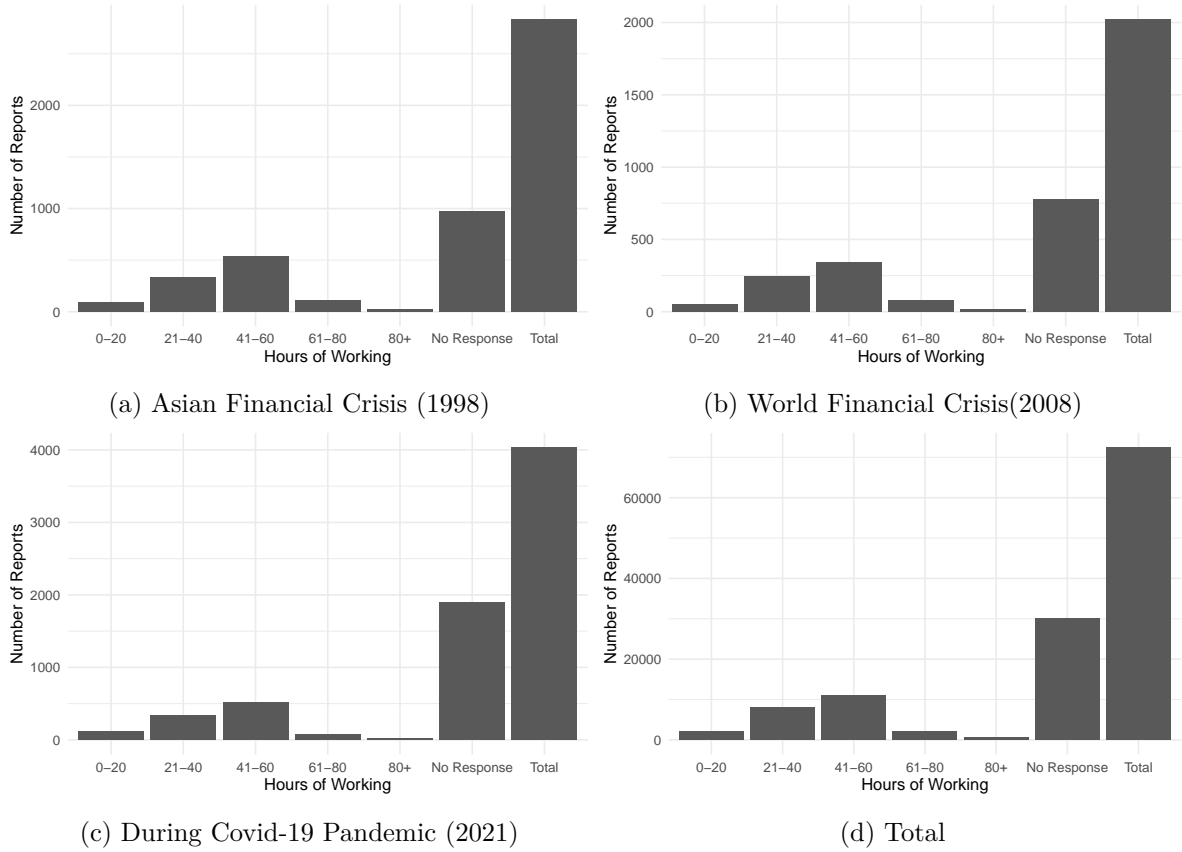 Number of Reports
2000
1000
0
0–20 21–40 41–60 61–80 80+ No Response Total
Hours of Working
(a) Asian Financial Crisis (1998)
Number of Reports
2000
1500
1000
500
0
0–20 21–40 41–60 61–80 80+ No Response Total
Hours of Working
(b) World Financial Crisis(2008)
Number of Reports
4000
3000
2000
1000
0
0–20 21–40 41–60 61–80 80+ No Response Total
Hours of Working
(c) During Covid-19 Pandemic (2021)
Number of Reports
60000
40000
20000
0
0–20 21–40 41–60 61–80 80+ No Response Total
Hours of Working
(d) Total